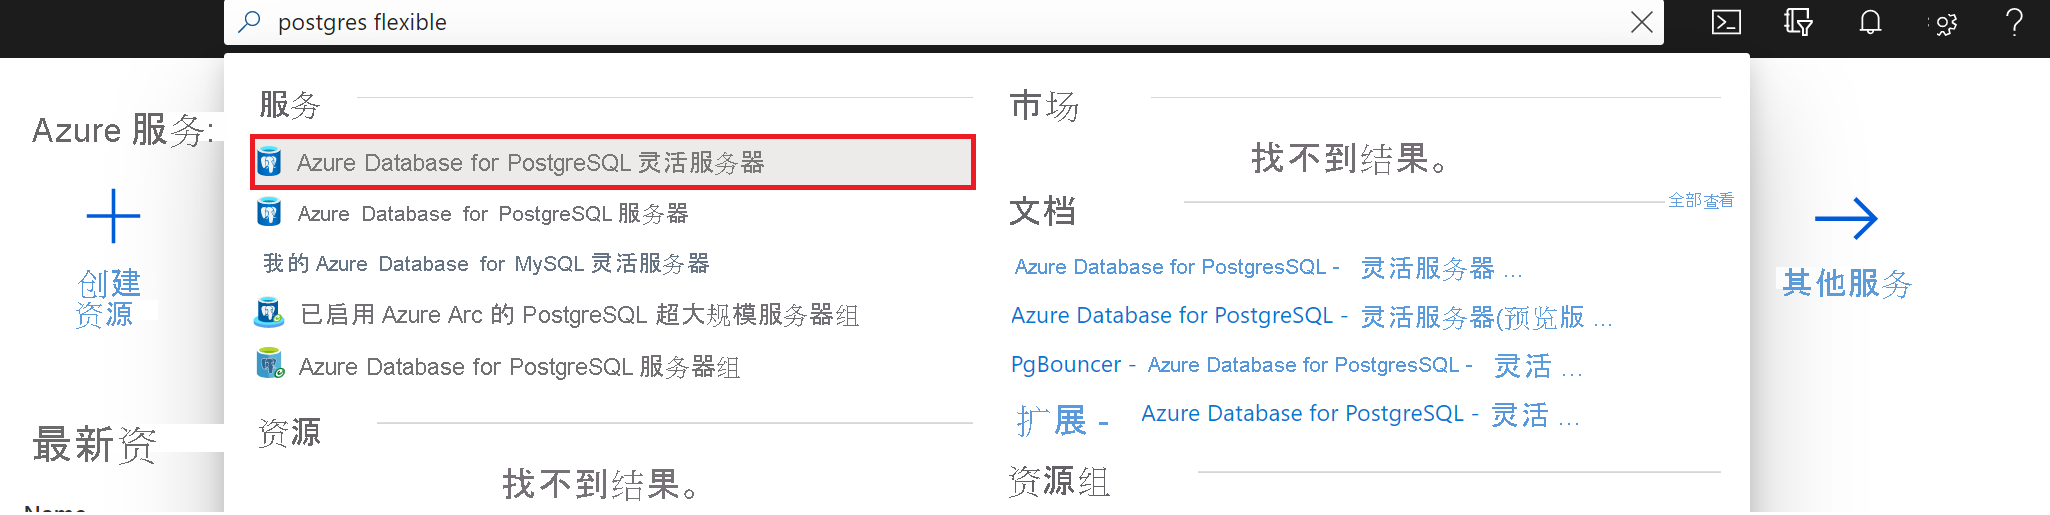 postgres flexible
Azure 服务:
创建
资源
最新资
服务
Azure Database for PostgreSQL 灵活服务器
Azure Database for PostgreSQL 服务器
我的 Azure Database for MySQL 灵活服务器
已启用 Azure Arc 的 PostgreSQL 超大规模服务器组
Azure Database for PostgreSQL 服务器组
资源
找不到结果。
市场
找不到结果。
文档
全部查看
Azure Database for PostgresSQL - 灵活服务器 ...
Azure Database for PostgreSQL - 灵活服务器(预览版 ...
PgBouncer - Azure Database for PostgresSQL - 灵活 ...
扩展 - Azure Database for PostgreSQL - 灵活 ...
资源组
其他服务